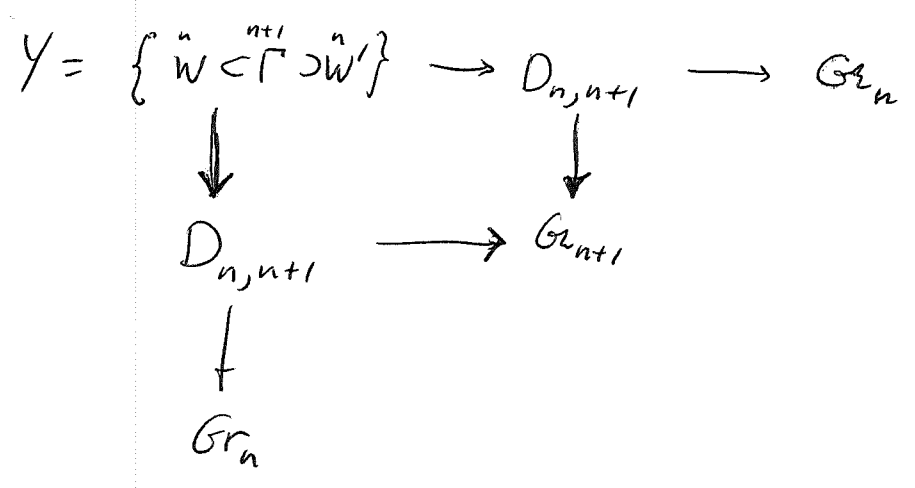 Y = { W^n ⊂ Γ^{n+1} ⊃ W'^n } → D_{n,n+1} → Gr_n
↓ ↓
D_{n,n+1} → Gr_{n+1}
↓
Gr_n